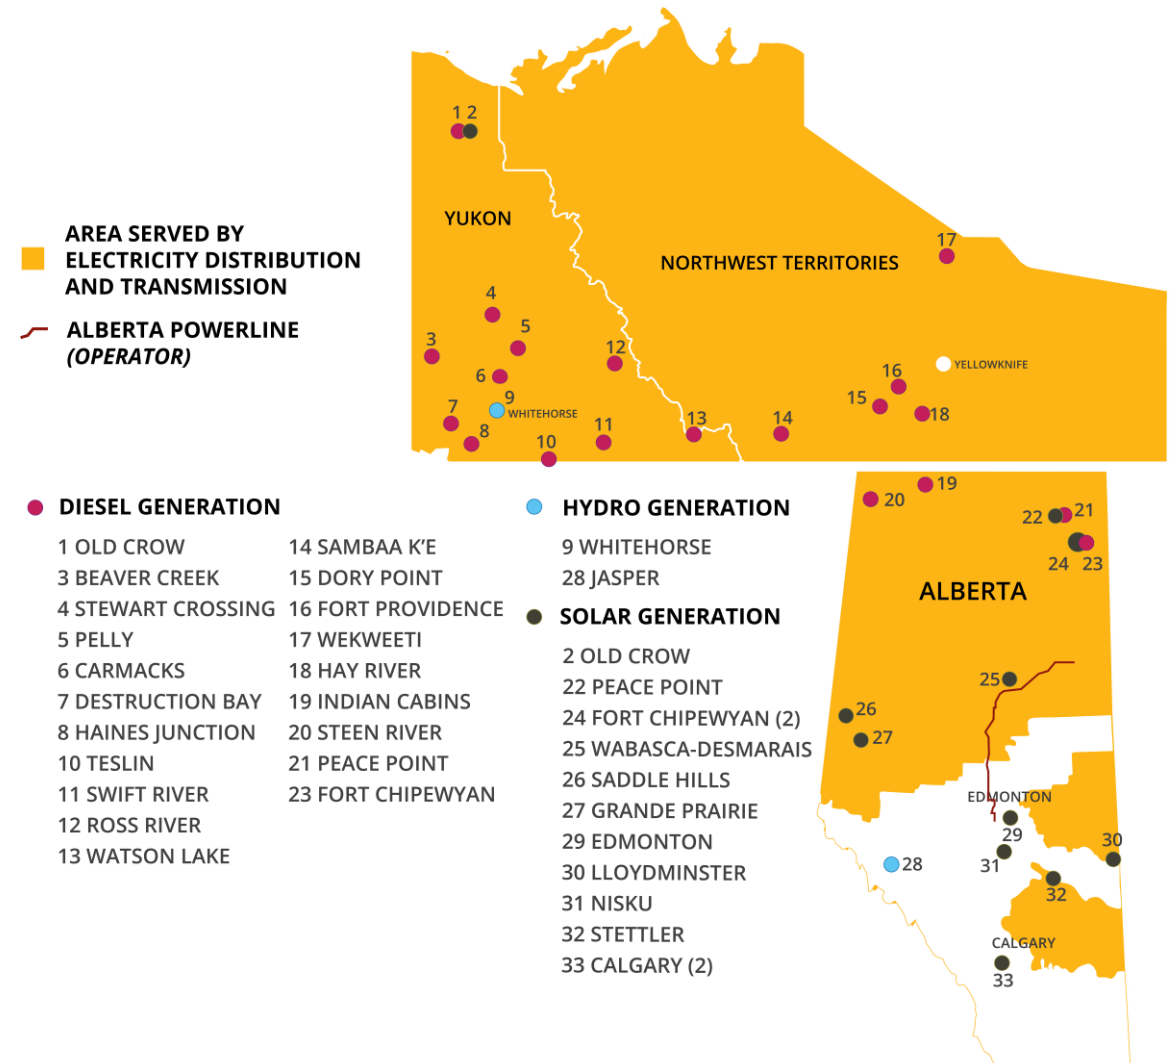 1 2
YUKON
AREA SERVED BY
ELECTRICITY DISTRIBUTION
AND TRANSMISSION
ALBERTA POWERLINE
(OPERATOR)
NORTHWEST TERRITORIES
17
4
5
3
12
6
YELLOWKNIFE
16
9
WHITEHORSE
15
18
7
8
11
13
14
10
DIESEL GENERATION
1 OLD CROW
3 BEAVER CREEK
4 STEWART CROSSING
5 PELLY
6 CARMACKS
7 DESTRUCTION BAY
8 HAINES JUNCTION
10 TESLIN
11 SWIFT RIVER
12 ROSS RIVER
13 WATSON LAKE
14 SAMBAA K’E
15 DORY POINT
16 FORT PROVIDENCE
17 WEKWEETI
18 HAY RIVER
19 INDIAN CABINS
20 STEEN RIVER
21 PEACE POINT
23 FORT CHIPEWYAN
HYDRO GENERATION
9 WHITEHORSE
28 JASPER
SOLAR GENERATION
2 OLD CROW
22 PEACE POINT
24 FORT CHIPEWYAN (2)
25 WABASCA-DESMARAIS
26 SADDLE HILLS
27 GRANDE PRAIRIE
29 EDMONTON
30 LLOYDMINSTER
31 NISKU
32 STETTLER
33 CALGARY (2)
19
20
22
21
24
23
ALBERTA
25
26
27
EDMONTON
29
30
31
28
32
CALGARY
33